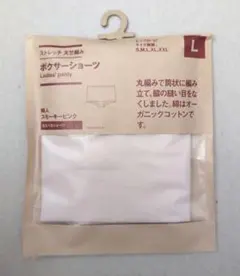 ストレッチ天竺編み
ボクサーショーツ
Ladies' panty
L
S,M,L,XL,XXL
丸編みで筒状に編み
立て、脇の縫い目をな
くしました。綿はオー
ガニックコットンで
す。
婦人
スモーキーピンク